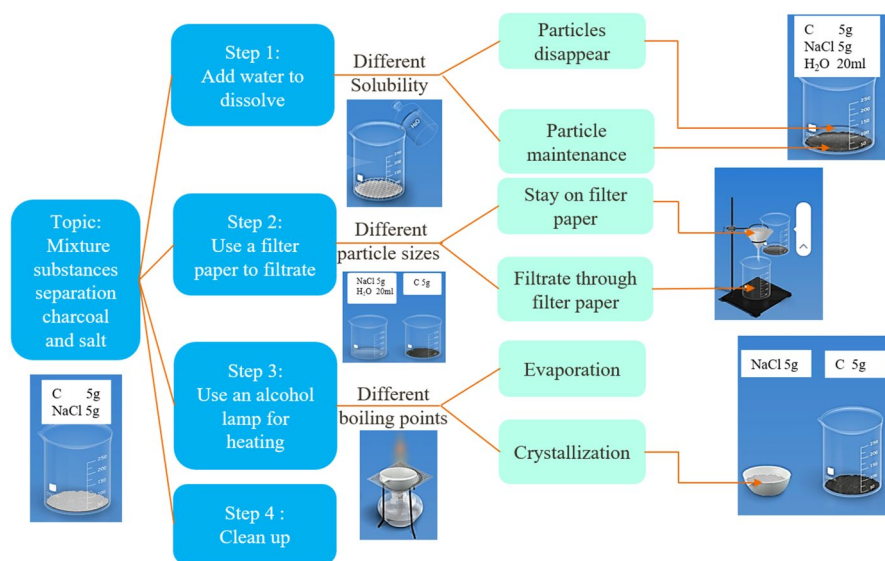 Topic:
Mixture
substances
separation
charcoal
and salt
C 5g
NaCl 5g
Step 1:
Add water to
dissolve
Different
Solubility
H₂O
Particles
disappear
Particle
maintenance
C 5g
NaCl 5g
H₂O 20ml
Step 2:
Use a filter
paper to filtrate
Different
particle sizes
NaCl 5g
H₂O 20ml
C 5g
Stay on filter
paper
Filtrate through
filter paper
Step 3:
Use an alcohol
lamp for
heating
Different
boiling points
Evaporation
Crystallization
NaCl 5g
C 5g
Step 4 :
Clean up